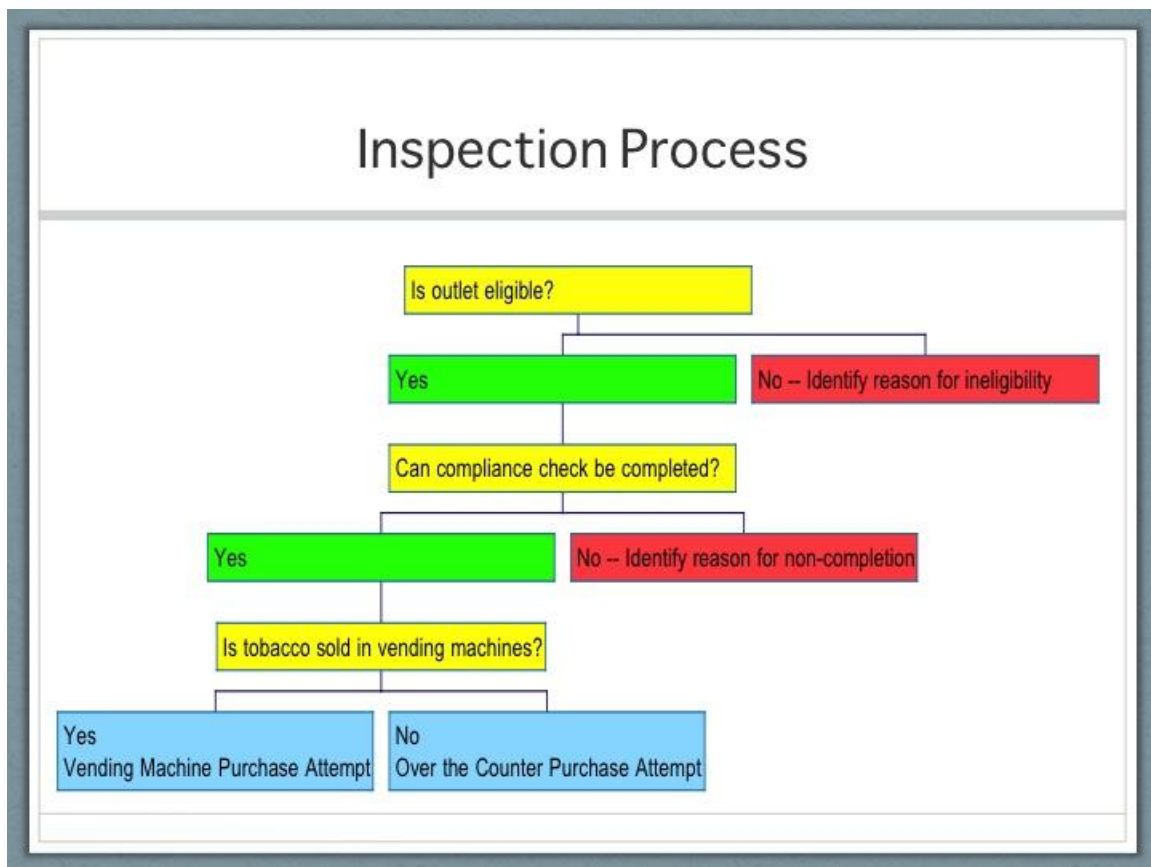 Inspection Process
Is outlet eligible?
Yes
No -- Identify reason for ineligibility
Can compliance check be completed?
Yes
No -- Identify reason for non-completion
Is tobacco sold in vending machines?
Yes
Vending Machine Purchase Attempt
No
Over the Counter Purchase Attempt